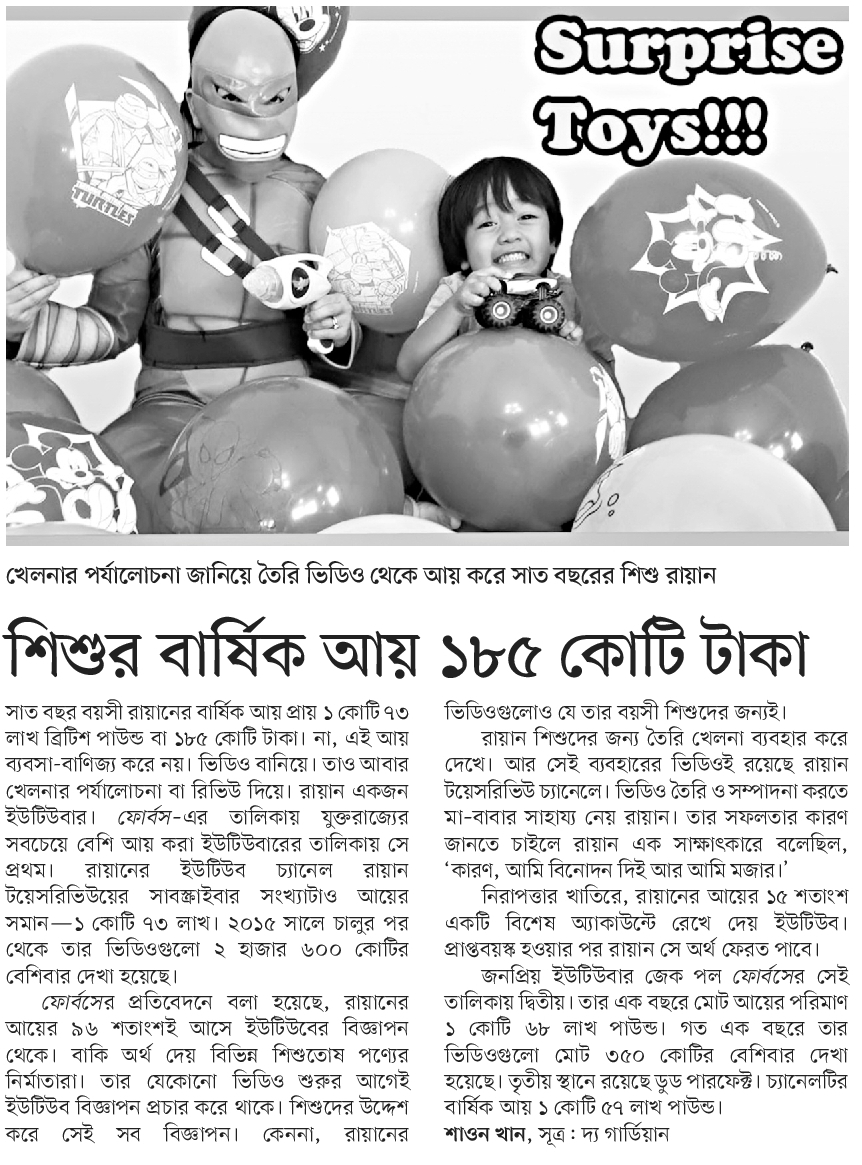 Surprise
Toys!!!
TURTLES
খেলনার পর্যালোচনা জানিয়ে তৈরি ভিডিও থেকে আয় করে সাত বছরের শিশু রায়ান
শিশুর বার্ষিক আয় ১৮৫ কোটি টাকা
সাত বছর বয়সী রায়ানের বার্ষিক আয় প্রায় ১ কোটি ৭৩
লাখ ব্রিটিশ পাউন্ড বা ১৮৫ কোটি টাকা। না, এই আয়
ব্যবসা-বাণিজ্য করে নয়। ভিডিও বানিয়ে। তাও আবার
খেলনার পর্যালোচনা বা রিভিউ দিয়ে। রায়ান একজন
ইউটিউবার। ফোর্বস-এর তালিকায় যুক্তরাজ্যের
সবচেয়ে বেশি আয় করা ইউটিউবারের তালিকায় সে
প্রথম। রায়ানের ইউটিউব চ্যানেল রায়ান
টয়েসরিভিউয়ের সাবস্ক্রাইবার সংখ্যাটাও আয়ের
সমান—১ কোটি ৭৩ লাখ। ২০১৫ সালে চালুর পর
থেকে তার ভিডিওগুলো ২ হাজার ৬০০ কোটির
বেশিবার দেখা হয়েছে।
ফোর্বসের প্রতিবেদনে বলা হয়েছে, রায়ানের
আয়ের ৯৬ শতাংশই আসে ইউটিউবের বিজ্ঞাপন
থেকে। বাকি অর্থ দেয় বিভিন্ন শিশুতোষ পণ্যের
নির্মাতারা। তার যেকোনো ভিডিও শুরুর আগেই
ইউটিউব বিজ্ঞাপন প্রচার করে থাকে। শিশুদের উদ্দেশ
করে সেই সব বিজ্ঞাপন। কেননা, রায়ানের
ভিডিওগুলোও যে তার বয়সী শিশুদের জন্যই।
রায়ান শিশুদের জন্য তৈরি খেলনা ব্যবহার করে
দেখে। আর সেই ব্যবহারের ভিডিওই রয়েছে রায়ান
টয়েসরিভিউ চ্যানেলে। ভিডিও তৈরি ও সম্পাদনা করতে
মা-বাবার সাহায্য নেয় রায়ান। তার সফলতার কারণ
জানতে চাইলে রায়ান এক সাক্ষাৎকারে বলেছিল,
‘কারণ, আমি বিনোদন দিই আর আমি মজার।’
নিরাপত্তার খাতিরে, রায়ানের আয়ের ১৫ শতাংশ
একটি বিশেষ অ্যাকাউন্টে রেখে দেয় ইউটিউব।
প্রাপ্তবয়স্ক হওয়ার পর রায়ান সে অর্থ ফেরত পাবে।
জনপ্রিয় ইউটিউবার জেক পল ফোর্বসের সেই
তালিকায় দ্বিতীয়। তার এক বছরে মোট আয়ের পরিমাণ
১ কোটি ৬৮ লাখ পাউন্ড। গত এক বছরে তার
ভিডিওগুলো মোট ৩৫০ কোটির বেশিবার দেখা
হয়েছে। তৃতীয় স্থানে রয়েছে ডুড পারফেক্ট। চ্যানেলটির
বার্ষিক আয় ১ কোটি ৫৭ লাখ পাউন্ড।
শাওন খান, সূত্র : দ্য গার্ডিয়ান